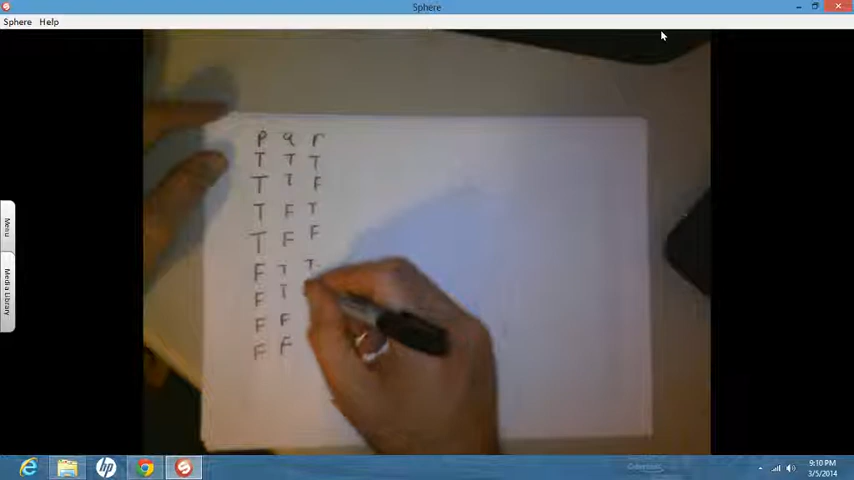 Sphere
Sphere Help
p q r
T T T
T T F
T F T
T F F
F T T
F T
F F
F F
Menu
Media Library
9:10 PM
3/5/2014